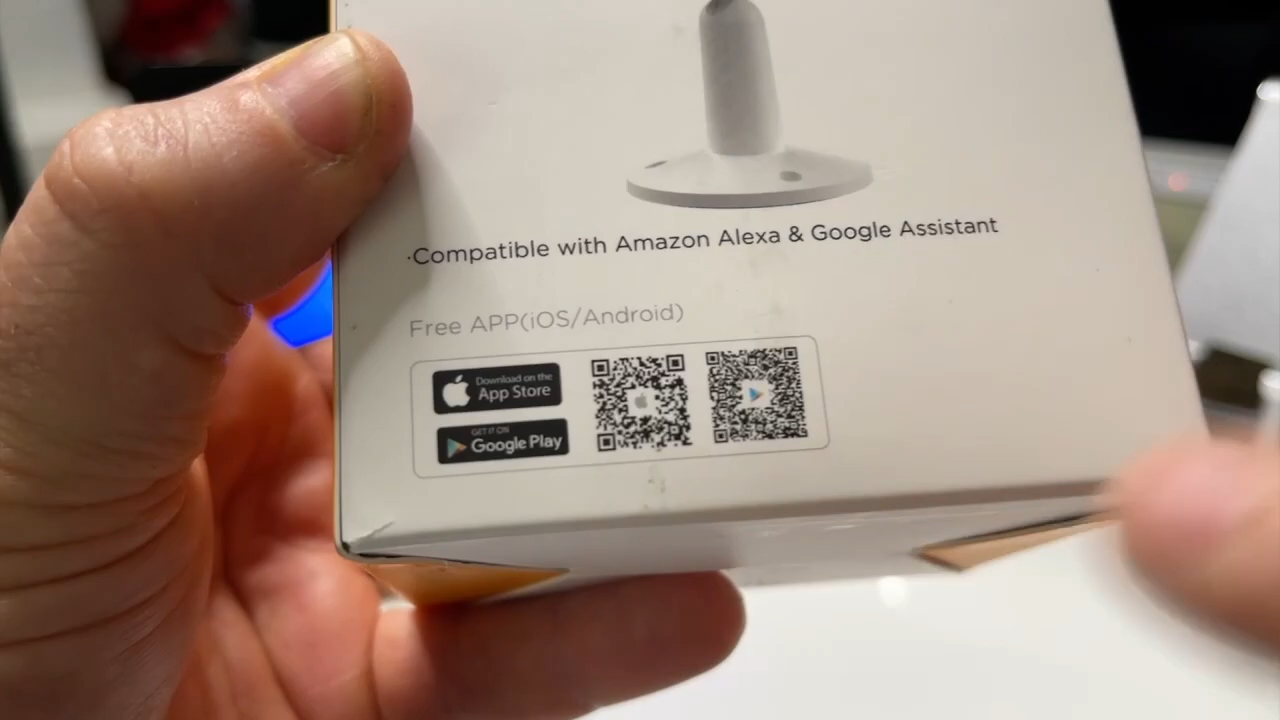 ·Compatible with Amazon Alexa & Google Assistant
Free APP(iOS/Android)
Download on the
App Store
GET IT ON
Google Play